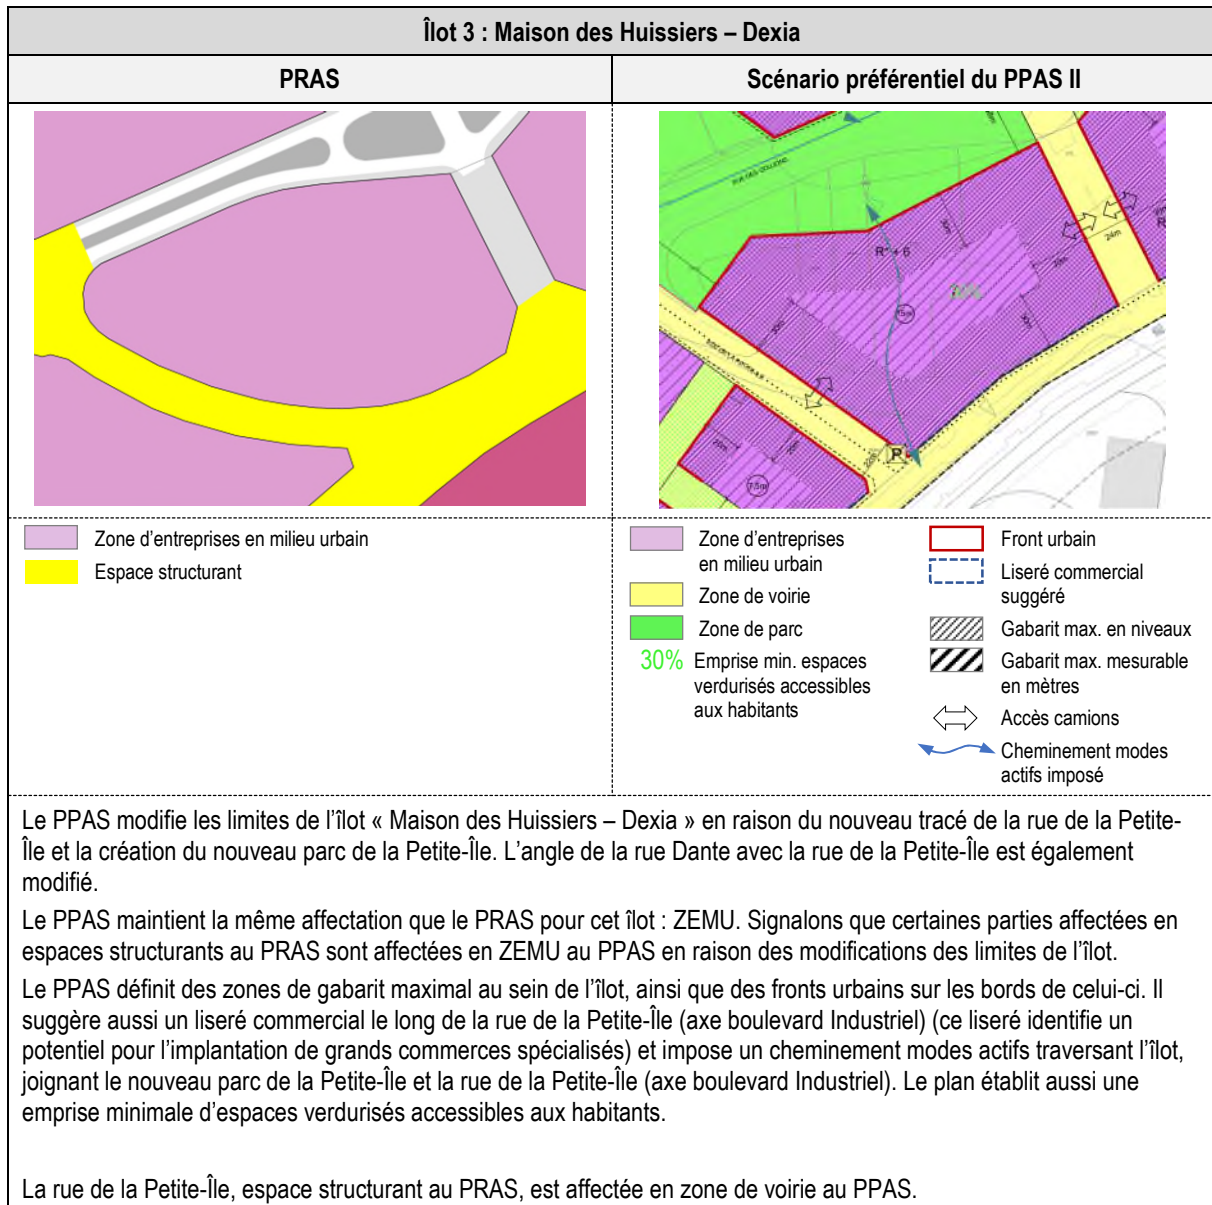 Îlot 3 : Maison des Huissiers – Dexia
PRAS
Scénario préférentiel du PPAS II
R + 6
30m
30m
24m
30%
15m
30m
30m
P
20m
20m
7.5m
Zone d’entreprises en milieu urbain
Espace structurant
Zone d’entreprises
en milieu urbain
Zone de voirie
Zone de parc
30% Emprise min. espaces
verdurisés accessibles
aux habitants
Front urbain
Liseré commercial
suggéré
Gabarit max. en niveaux
Gabarit max. mesurable
en mètres
Accès camions
Cheminement modes
actifs imposé
Le PPAS modifie les limites de l’îlot « Maison des Huissiers – Dexia » en raison du nouveau tracé de la rue de la Petite-
Île et la création du nouveau parc de la Petite-Île. L’angle de la rue Dante avec la rue de la Petite-Île est également
modifié.
Le PPAS maintient la même affectation que le PRAS pour cet îlot : ZEMU. Signalons que certaines parties affectées en
espaces structurants au PRAS sont affectées en ZEMU au PPAS en raison des modifications des limites de l’îlot.
Le PPAS définit des zones de gabarit maximal au sein de l’îlot, ainsi que des fronts urbains sur les bords de celui-ci. Il
suggère aussi un liseré commercial le long de la rue de la Petite-Île (axe boulevard Industriel) (ce liseré identifie un
potentiel pour l’implantation de grands commerces spécialisés) et impose un cheminement modes actifs traversant l’îlot,
joignant le nouveau parc de la Petite-Île et la rue de la Petite-Île (axe boulevard Industriel). Le plan établit aussi une
emprise minimale d’espaces verdurisés accessibles aux habitants.
La rue de la Petite-Île, espace structurant au PRAS, est affectée en zone de voirie au PPAS.